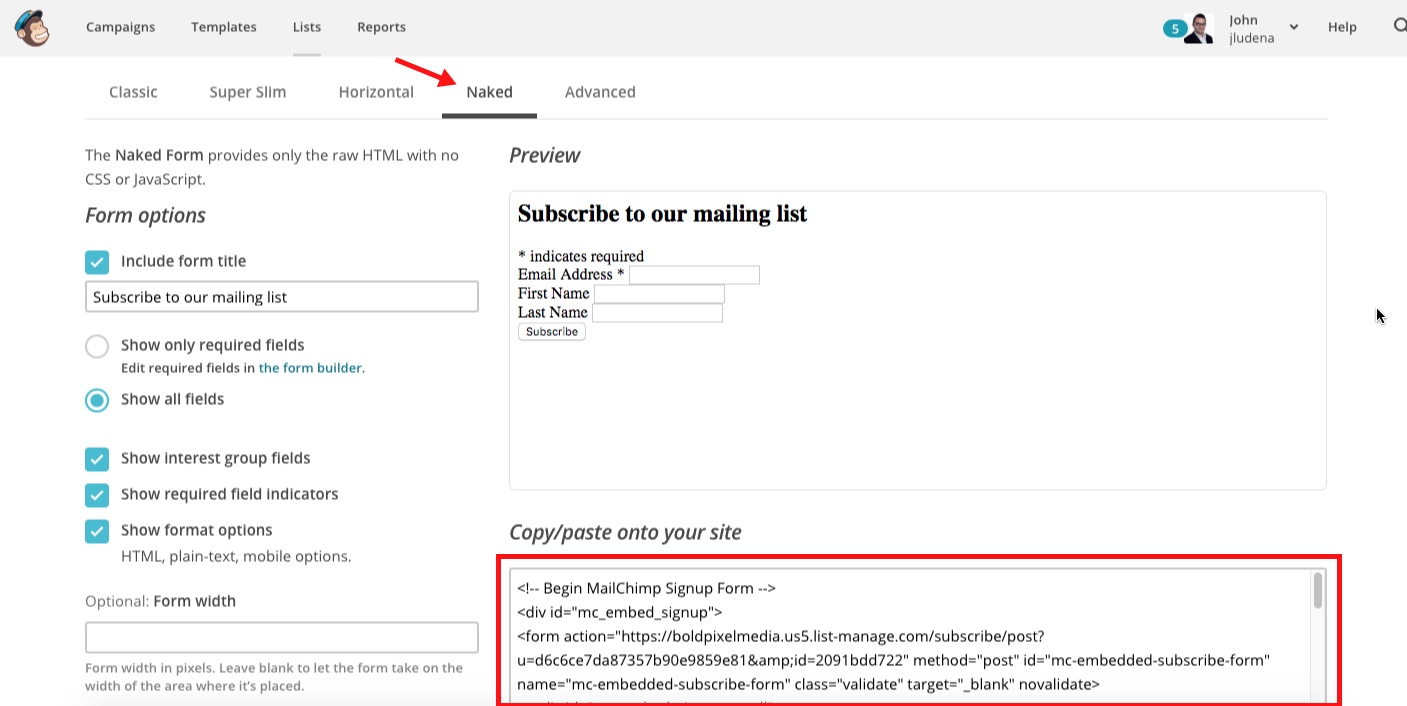 Campaigns Templates Lists Reports
5 John
jludena
Help
Classic Super Slim Horizontal Naked Advanced
The Naked Form provides only the raw HTML with no
CSS or JavaScript.
Form options
Include form title
Subscribe to our mailing list
Show only required fields
Edit required fields in the form builder.
Show all fields
Show interest group fields
Show required field indicators
Show format options
HTML, plain-text, mobile options.
Optional: Form width
Form width in pixels. Leave blank to let the form take on the
width of the area where it's placed.
Preview
Subscribe to our mailing list
* indicates required
Email Address *
First Name
Last Name
Subscribe
Copy/paste onto your site
<!-- Begin MailChimp Signup Form -->
<div id="mc_embed_signup">
<form action="https://boldpixelmedia.us5.list-manage.com/subscribe/post?
u=d6c6ce7da87357b90e9859e81&amp;id=2091bdd722" method="post" id="mc-embedded-subscribe-form"
name="mc-embedded-subscribe-form" class="validate" target="_blank" novalidate>